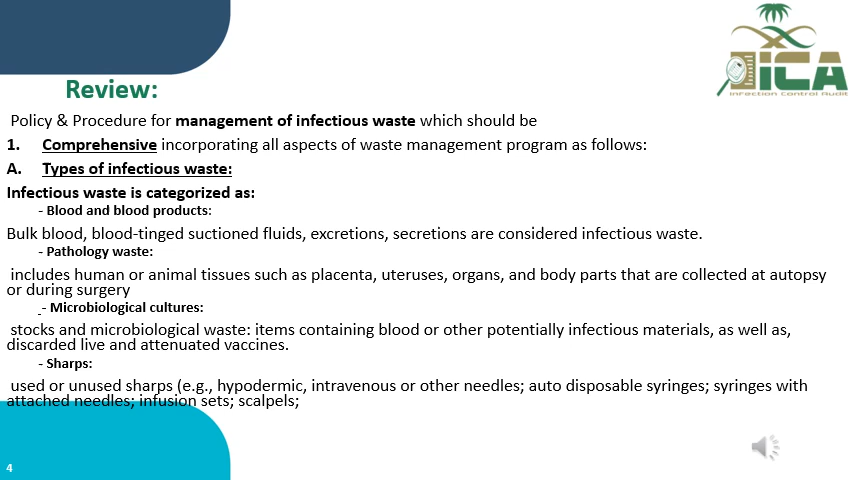 iCA
Infection Control Audit
Review:
Policy & Procedure for management of infectious waste which should be
1. Comprehensive incorporating all aspects of waste management program as follows:
A. Types of infectious waste:
Infectious waste is categorized as:
- Blood and blood products:
Bulk blood, blood-tinged suctioned fluids, excretions, secretions are considered infectious waste.
- Pathology waste:
includes human or animal tissues such as placenta, uteruses, organs, and body parts that are collected at autopsy
or during surgery
- Microbiological cultures:
stocks and microbiological waste: items containing blood or other potentially infectious materials, as well as,
discarded live and attenuated vaccines.
- Sharps:
used or unused sharps (e.g., hypodermic, intravenous or other needles; auto disposable syringes; syringes with
attached needles; infusion sets; scalpels;
4